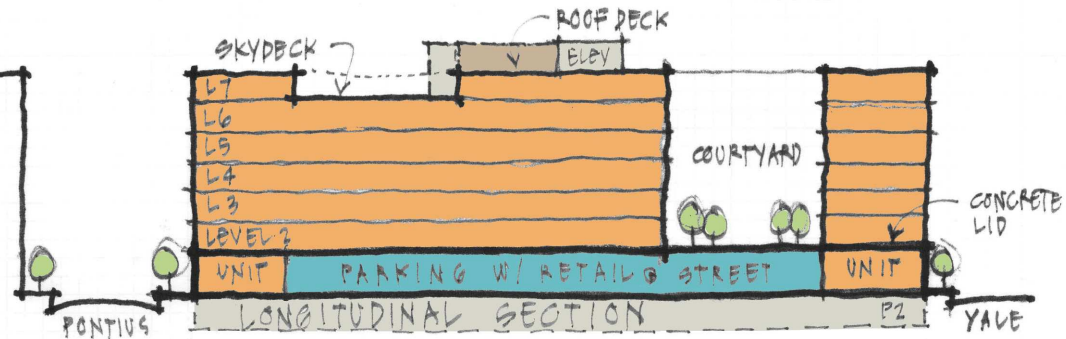 ROOF DECK
SKYDECK
ELEV
L7
L6
L5
L4
L3
LEVEL 2
COURTYARD
CONCRETE
LID
UNIT
PARKING W/ RETAIL @ STREET
UNIT
PONTIUS
LONGITUDINAL SECTION
P2
YALE